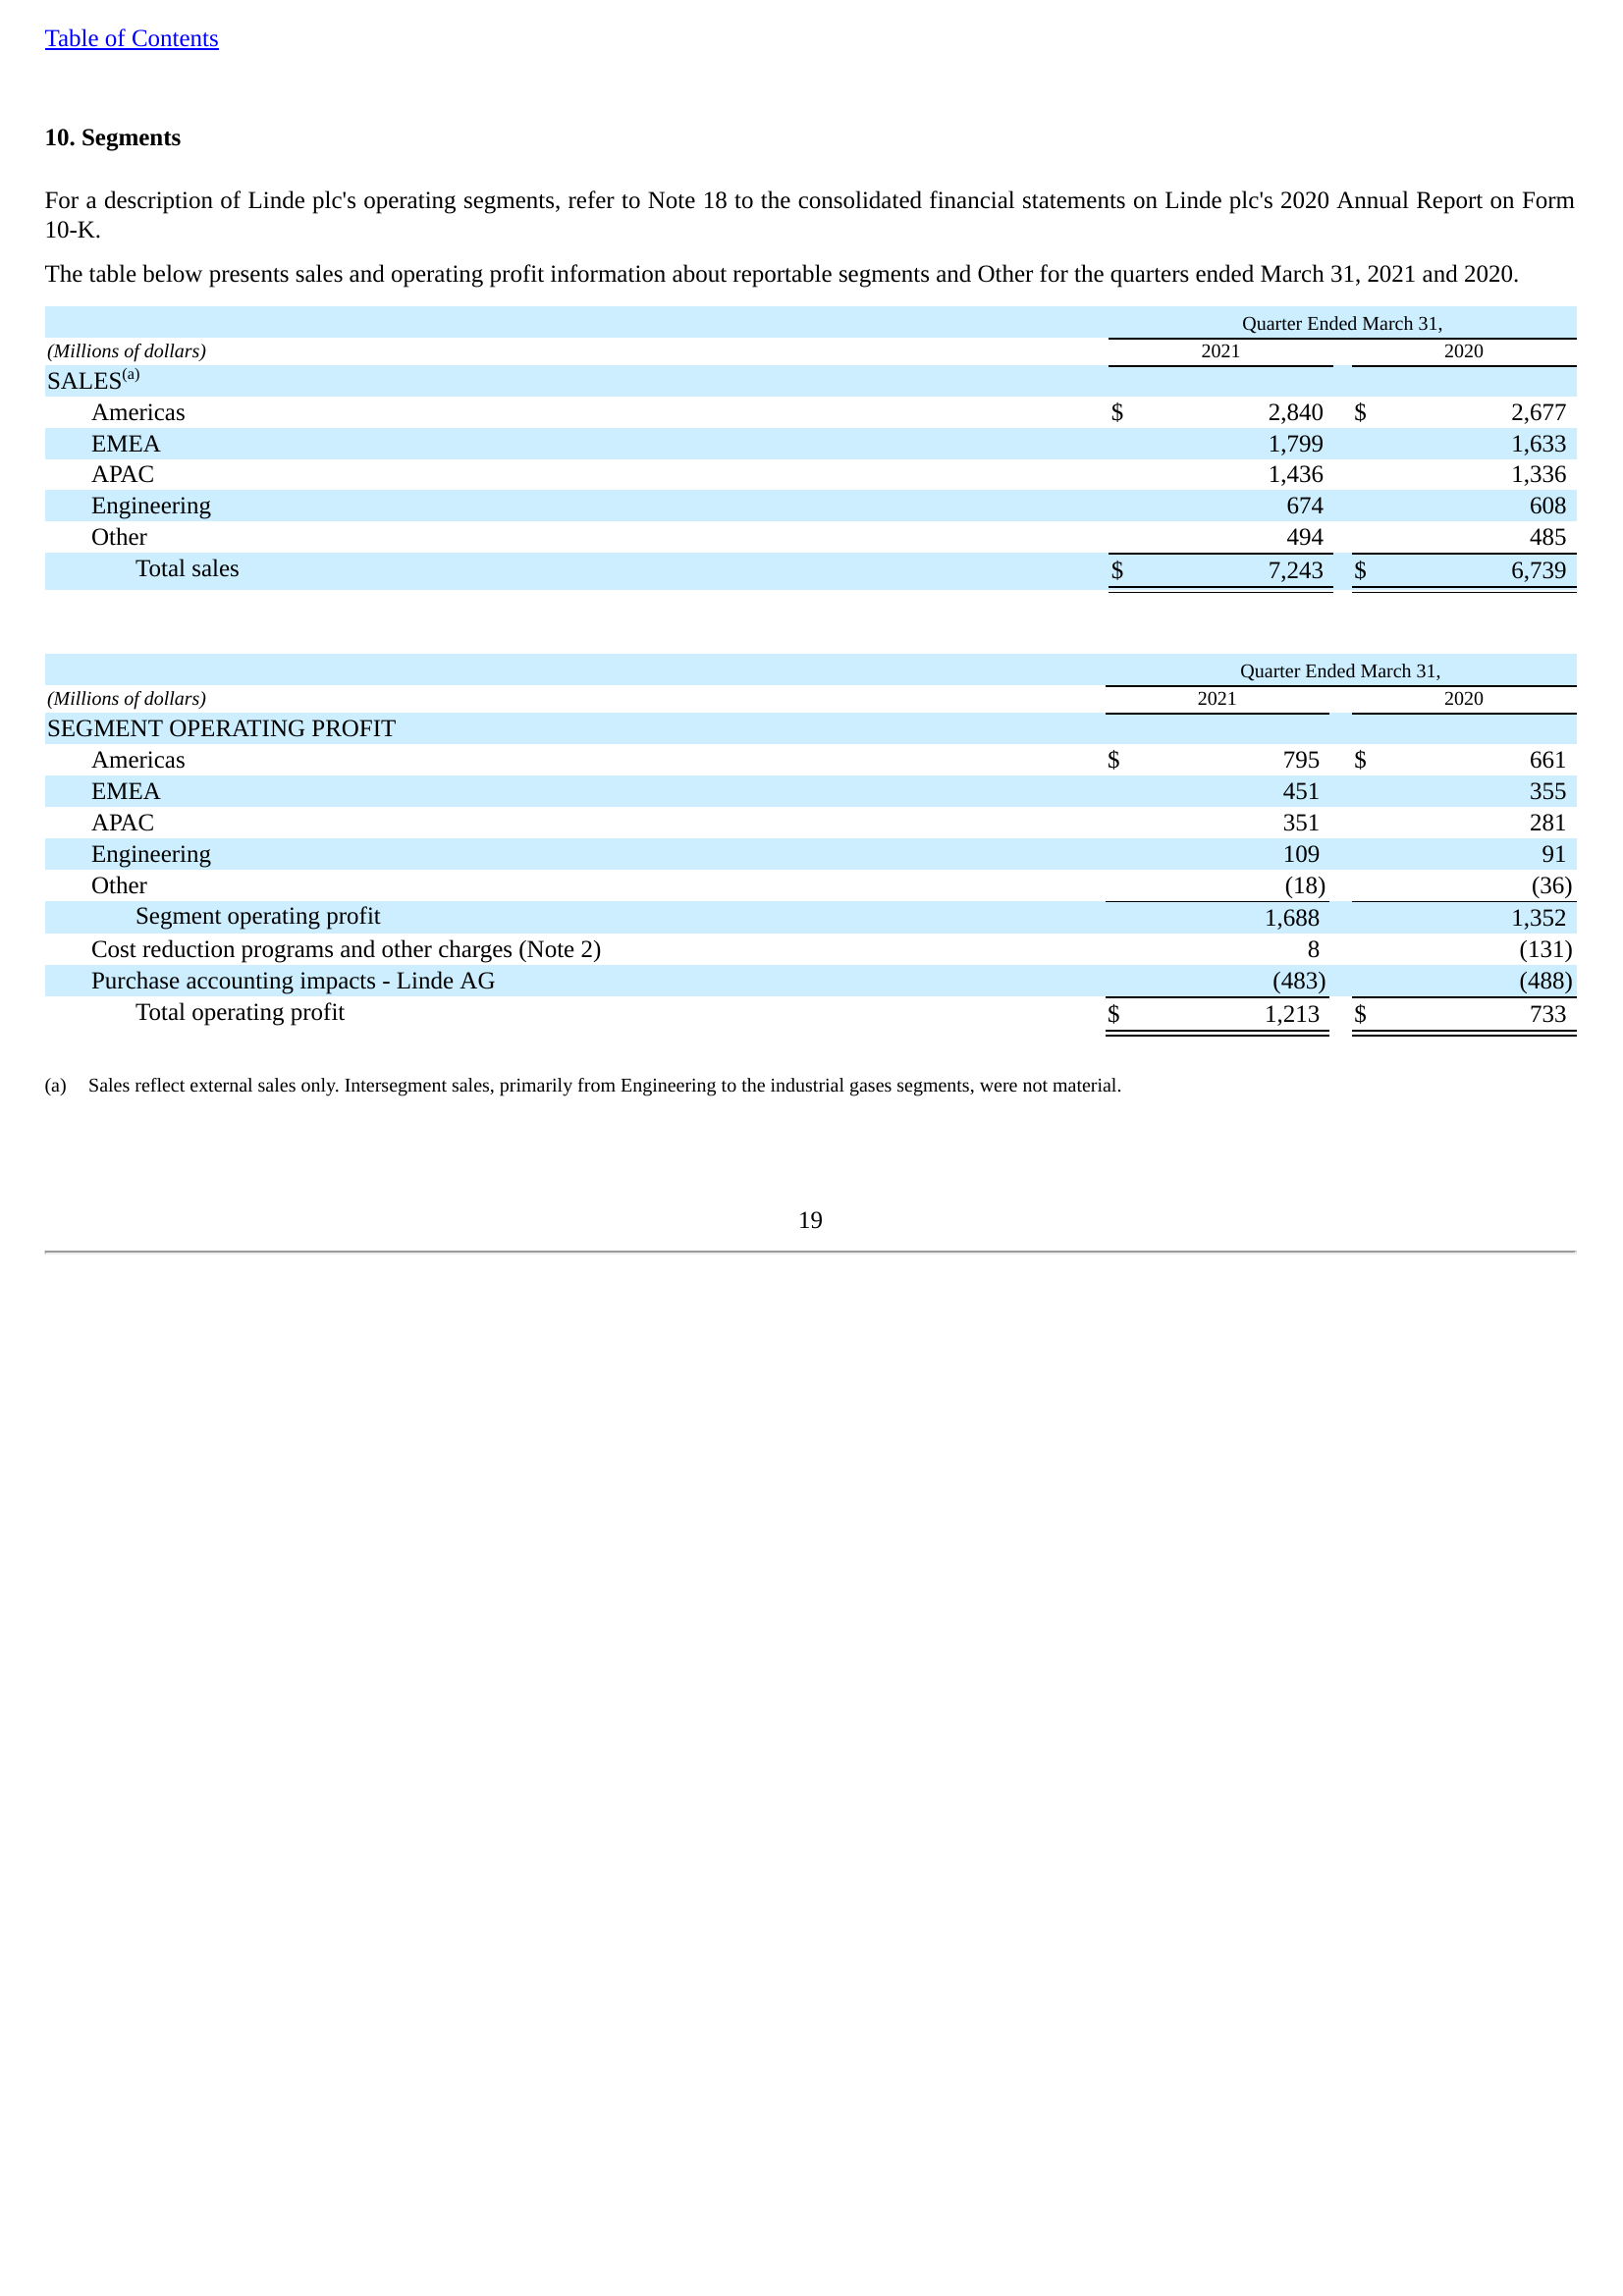 Table of Contents
10. Segments
For a description of Linde plc's operating segments, refer to Note 18 to the consolidated financial statements on Linde plc's 2020 Annual Report on Form
10-K.
The table below presents sales and operating profit information about reportable segments and Other for the quarters ended March 31, 2021 and 2020.
Quarter Ended March 31,
(Millions of dollars) 2021 2020
SALES(a)
Americas $ 2,840 $ 2,677
EMEA 1,799 1,633
APAC 1,436 1,336
Engineering 674 608
Other 494 485
Total sales $ 7,243 $ 6,739
Quarter Ended March 31,
(Millions of dollars) 2021 2020
SEGMENT OPERATING PROFIT
Americas $ 795 $ 661
EMEA 451 355
APAC 351 281
Engineering 109 91
Other (18) (36)
Segment operating profit 1,688 1,352
Cost reduction programs and other charges (Note 2) 8 (131)
Purchase accounting impacts - Linde AG (483) (488)
Total operating profit $ 1,213 $ 733
(a) Sales reflect external sales only. Intersegment sales, primarily from Engineering to the industrial gases segments, were not material.
19